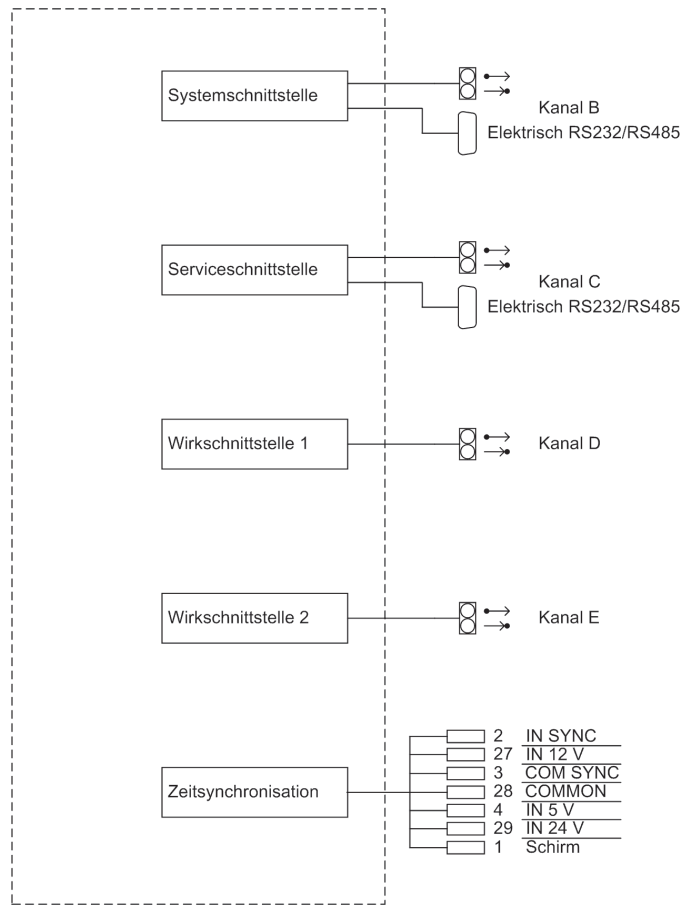 Systemschnittstelle
Kanal B
Elektrisch RS232/RS485
Serviceschnittstelle
Kanal C
Elektrisch RS232/RS485
Wirkschnittstelle 1
Kanal D
Wirkschnittstelle 2
Kanal E
Zeitsynchronisation
2 IN SYNC
27 IN 12 V
3 COM SYNC
28 COMMON
4 IN 5 V
29 IN 24 V
1 Schirm